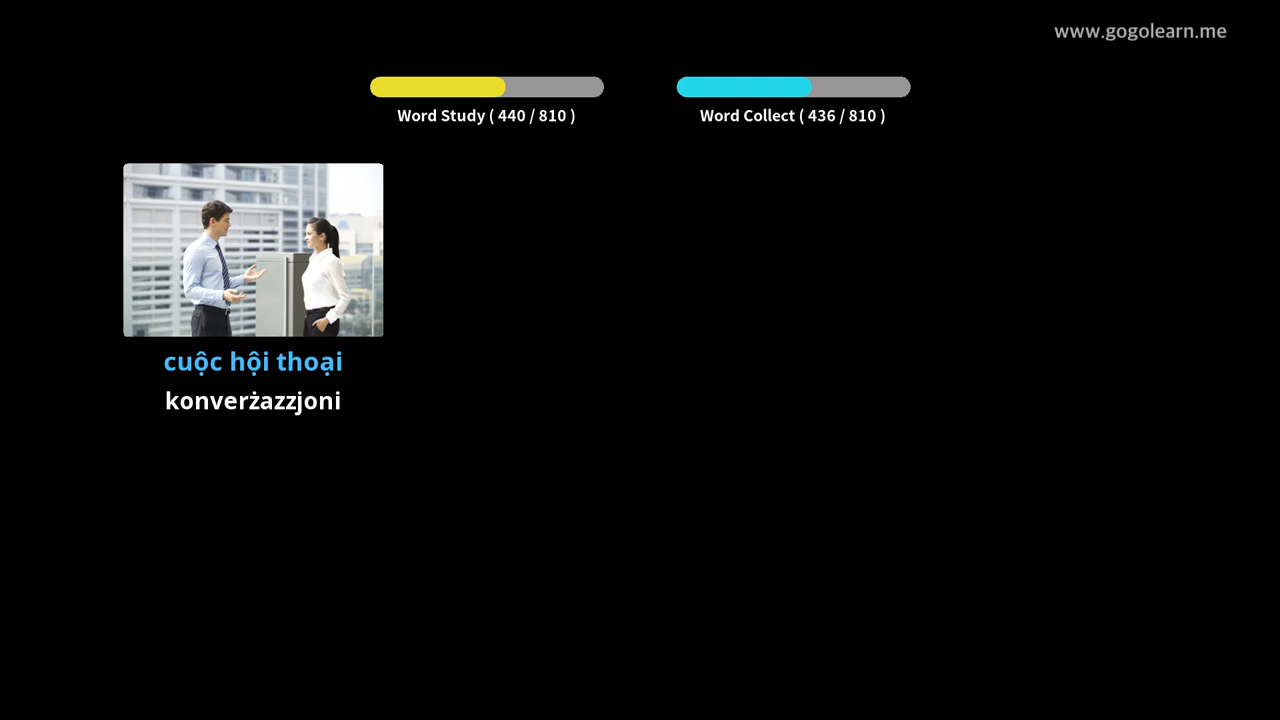 www.gogolearn.me
Word Study ( 440 / 810 )
Word Collect ( 436 / 810 )
cuộc hội thoại
konverżazzjoni